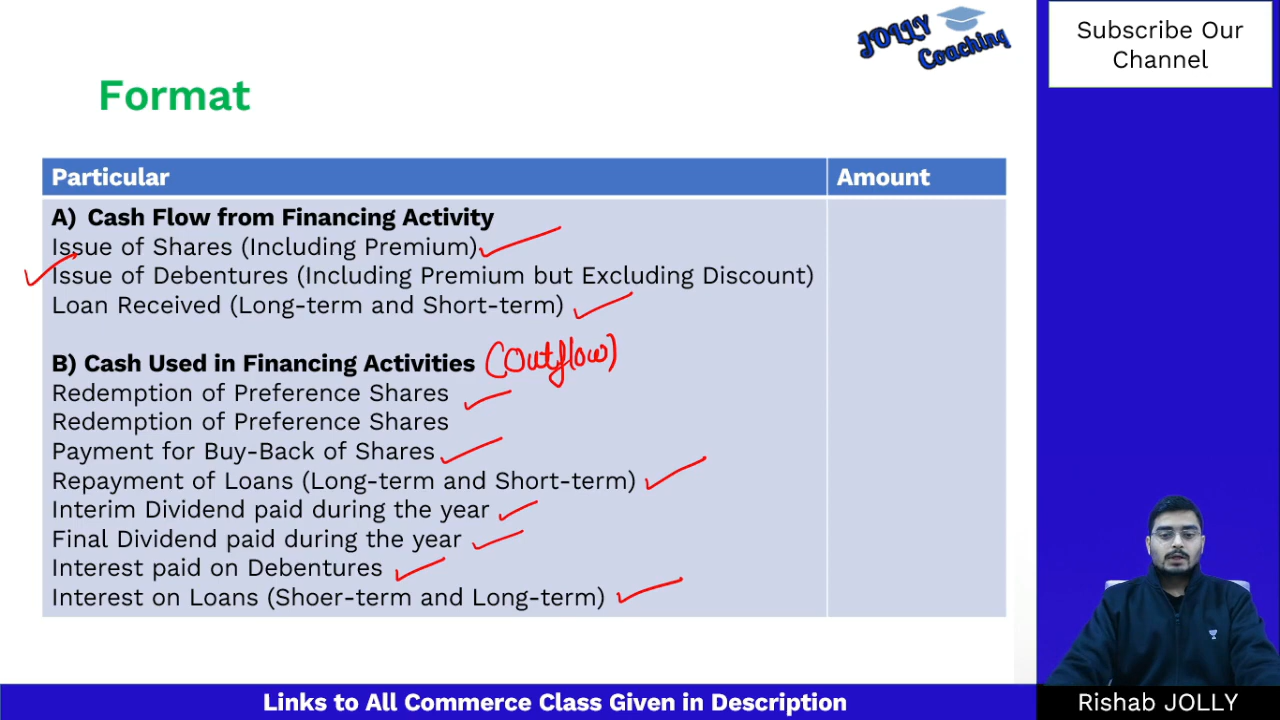 JOLLY
Coaching
Subscribe Our
Channel
Format
Particular
Amount
A) Cash Flow from Financing Activity
Issue of Shares (Including Premium)
Issue of Debentures (Including Premium but Excluding Discount)
Loan Received (Long-term and Short-term)
B) Cash Used in Financing Activities (Outflow)
Redemption of Preference Shares
Redemption of Preference Shares
Payment for Buy-Back of Shares
Repayment of Loans (Long-term and Short-term)
Interim Dividend paid during the year
Final Dividend paid during the year
Interest paid on Debentures
Interest on Loans (Shoer-term and Long-term)
Links to All Commerce Class Given in Description
Rishab JOLLY